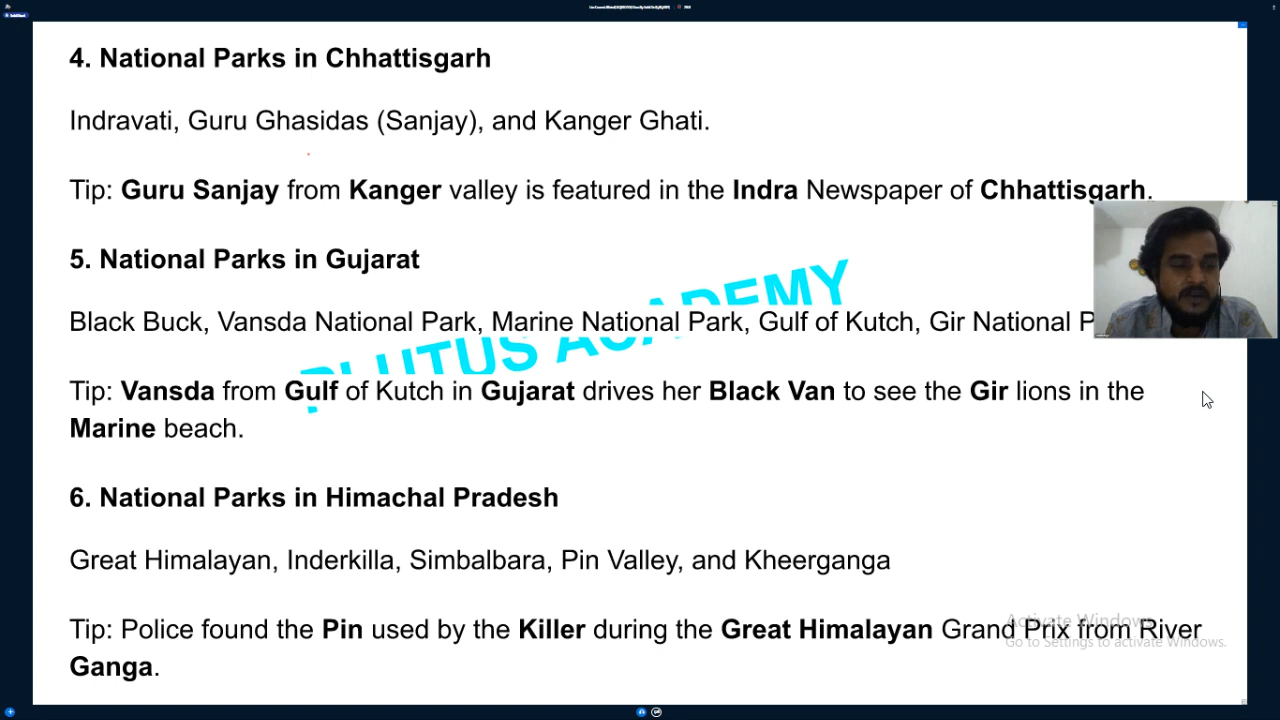 4. National Parks in Chhattisgarh
Indravati, Guru Ghasidas (Sanjay), and Kanger Ghati.
Tip: Guru Sanjay from Kanger valley is featured in the Indra Newspaper of Chhattisgarh.
5. National Parks in Gujarat
PLUTUS ACADEMY
Black Buck, Vansda National Park, Marine National Park, Gulf of Kutch, Gir National P
Tip: Vansda from Gulf of Kutch in Gujarat drives her Black Van to see the Gir lions in the
Marine beach.
6. National Parks in Himachal Pradesh
Great Himalayan, Inderkilla, Simbalbara, Pin Valley, and Kheerganga
Tip: Police found the Pin used by the Killer during the Great Himalayan Grand Prix from River
Ganga.
Activate Windows
Go to Settings to activate Windows.